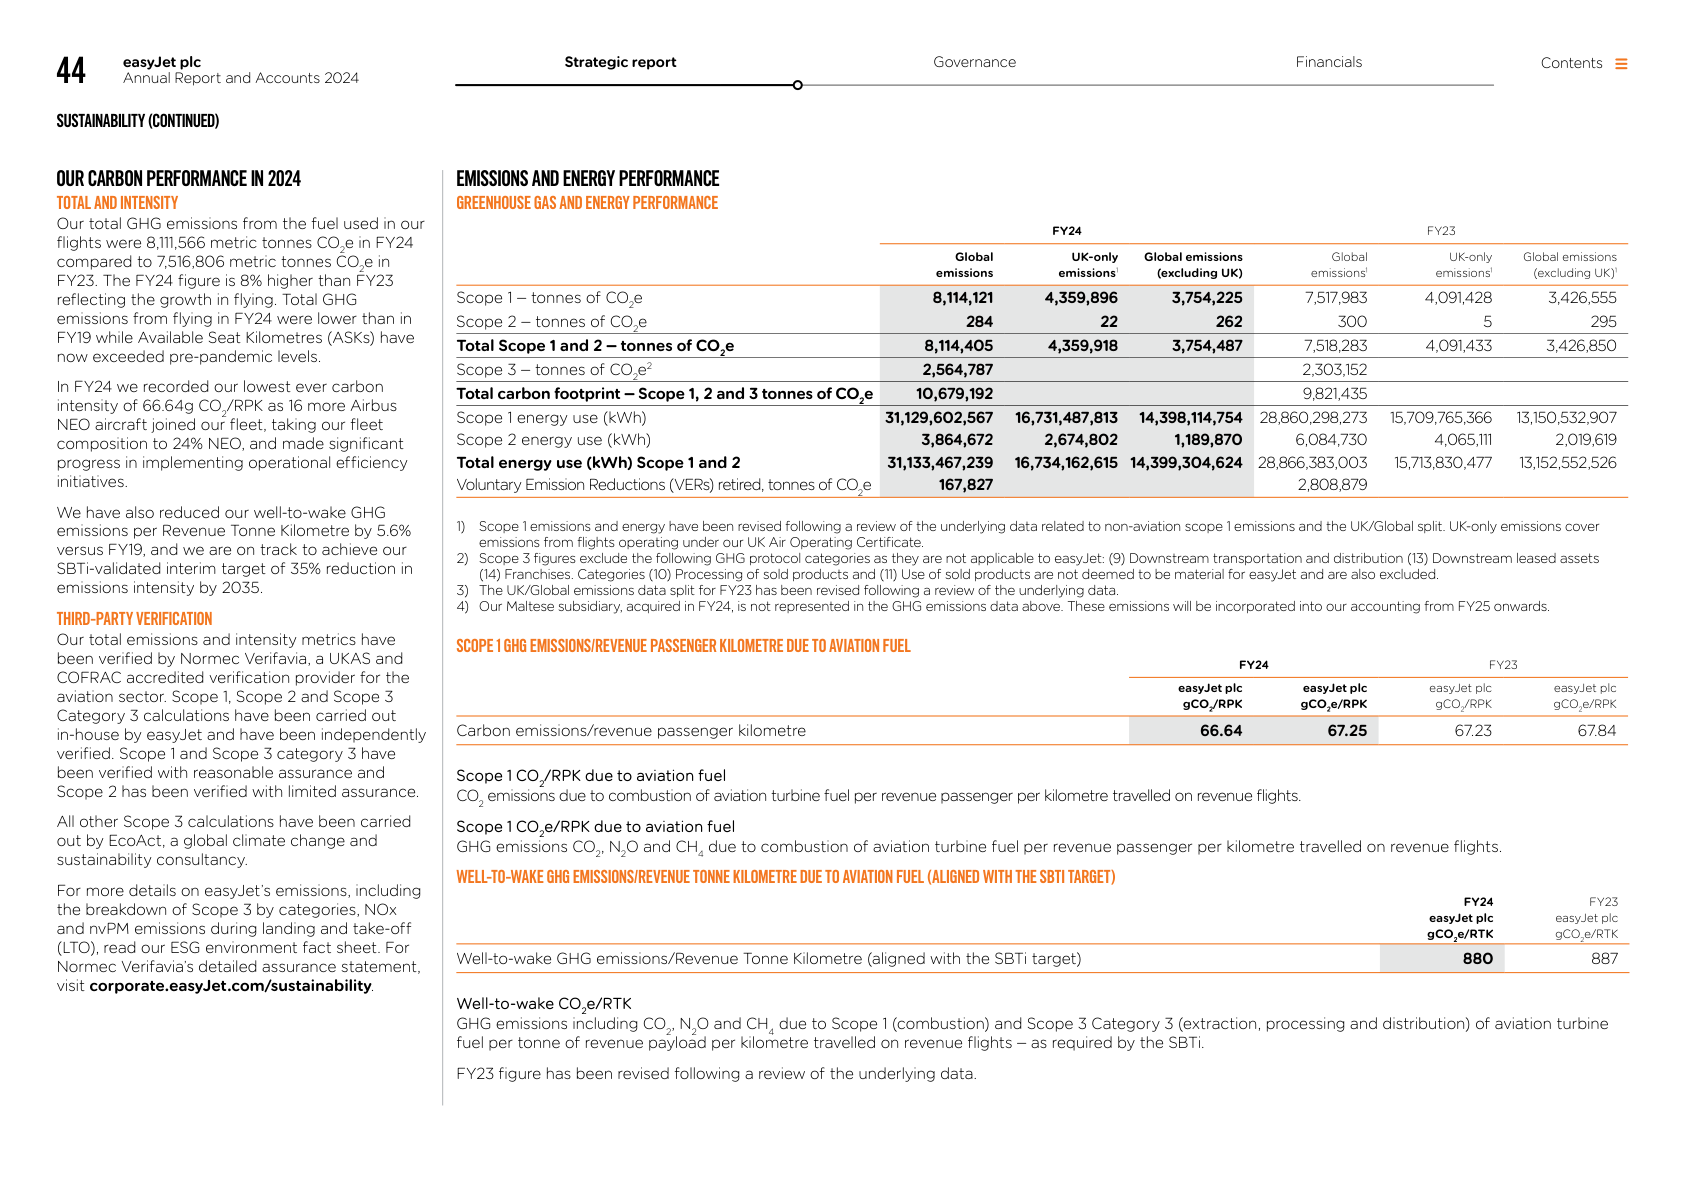 44
easyJet plc
Annual Report and Accounts 2024
Strategic report
Governance
Financials
Contents
SUSTAINABILITY (CONTINUED)
OUR CARBON PERFORMANCE IN 2024
TOTAL AND INTENSITY
Our total GHG emissions from the fuel used in our
flights were 8,111,566 metric tonnes CO2e in FY24
compared to 7,516,806 metric tonnes CO2e in
FY23. The FY24 figure is 8% higher than FY23
reflecting the growth in flying. Total GHG
emissions from flying in FY24 were lower than in
FY19 while Available Seat Kilometres (ASKs) have
now exceeded pre-pandemic levels.
In FY24 we recorded our lowest ever carbon
intensity of 66.64g CO2/RPK as 16 more Airbus
NEO aircraft joined our fleet, taking our fleet
composition to 24% NEO, and made significant
progress in implementing operational efficiency
initiatives.
We have also reduced our well-to-wake GHG
emissions per Revenue Tonne Kilometre by 5.6%
versus FY19, and we are on track to achieve our
SBTi-validated interim target of 35% reduction in
emissions intensity by 2035.
THIRD-PARTY VERIFICATION
Our total emissions and intensity metrics have
been verified by Normec Verifavia, a UKAS and
COFRAC accredited verification provider for the
aviation sector. Scope 1, Scope 2 and Scope 3
Category 3 calculations have been carried out
in-house by easyJet and have been independently
verified. Scope 1 and Scope 3 category 3 have
been verified with reasonable assurance and
Scope 2 has been verified with limited assurance.
All other Scope 3 calculations have been carried
out by EcoAct, a global climate change and
sustainability consultancy.
For more details on easyJet's emissions, including
the breakdown of Scope 3 by categories, NOx
and nvPM emissions during landing and take-off
(LTO), read our ESG environment fact sheet. For
Normec Verifavia's detailed assurance statement,
visit corporate.easyJet.com/sustainability.
EMISSIONS AND ENERGY PERFORMANCE
GREENHOUSE GAS AND ENERGY PERFORMANCE
FY24 FY23
Global UK-only Global emissions Global UK-only Global emissions
emissions emissions1 (excluding UK) emissions1 emissions1 (excluding UK)1
Scope 1 – tonnes of CO2e 8,114,121 4,359,896 3,754,225 7,517,983 4,091,428 3,426,555
Scope 2 – tonnes of CO2e 284 22 262 300 5 295
Total Scope 1 and 2 – tonnes of CO2e 8,114,405 4,359,918 3,754,487 7,518,283 4,091,433 3,426,850
Scope 3 – tonnes of CO2e2 2,564,787 2,303,152
Total carbon footprint – Scope 1, 2 and 3 tonnes of CO2e 10,679,192 9,821,435
Scope 1 energy use (kWh) 31,129,602,567 16,731,487,813 14,398,114,754 28,860,298,273 15,709,765,366 13,150,532,907
Scope 2 energy use (kWh) 3,864,672 2,674,802 1,189,870 6,084,730 4,065,111 2,019,619
Total energy use (kWh) Scope 1 and 2 31,133,467,239 16,734,162,615 14,399,304,624 28,866,383,003 15,713,830,477 13,152,552,526
Voluntary Emission Reductions (VERs) retired, tonnes of CO2e 167,827 2,808,879
1) Scope 1 emissions and energy have been revised following a review of the underlying data related to non-aviation scope 1 emissions and the UK/Global split. UK-only emissions cover
emissions from flights operating under our UK Air Operating Certificate.
2) Scope 3 figures exclude the following GHG protocol categories as they are not applicable to easyJet: (9) Downstream transportation and distribution (13) Downstream leased assets
(14) Franchises. Categories (10) Processing of sold products and (11) Use of sold products are not deemed to be material for easyJet and are also excluded.
3) The UK/Global emissions data split for FY23 has been revised following a review of the underlying data.
4) Our Maltese subsidiary, acquired in FY24, is not represented in the GHG emissions data above. These emissions will be incorporated into our accounting from FY25 onwards.
SCOPE 1 GHG EMISSIONS/REVENUE PASSENGER KILOMETRE DUE TO AVIATION FUEL
FY24 FY23
easyJet plc easyJet plc easyJet plc easyJet plc
gCO2/RPK gCO2e/RPK gCO2/RPK gCO2e/RPK
Carbon emissions/revenue passenger kilometre 66.64 67.25 67.23 67.84
Scope 1 CO2/RPK due to aviation fuel
CO2 emissions due to combustion of aviation turbine fuel per revenue passenger per kilometre travelled on revenue flights.
Scope 1 CO2e/RPK due to aviation fuel
GHG emissions CO2, N2O and CH4 due to combustion of aviation turbine fuel per revenue passenger per kilometre travelled on revenue flights.
WELL-TO-WAKE GHG EMISSIONS/REVENUE TONNE KILOMETRE DUE TO AVIATION FUEL (ALIGNED WITH THE SBTI TARGET)
FY24 FY23
easyJet plc easyJet plc
gCO2e/RTK gCO2e/RTK
Well-to-wake GHG emissions/Revenue Tonne Kilometre (aligned with the SBTi target) 880 887
Well-to-wake CO2e/RTK
GHG emissions including CO2, N2O and CH4 due to Scope 1 (combustion) and Scope 3 Category 3 (extraction, processing and distribution) of aviation turbine
fuel per tonne of revenue payload per kilometre travelled on revenue flights – as required by the SBTi.
FY23 figure has been revised following a review of the underlying data.